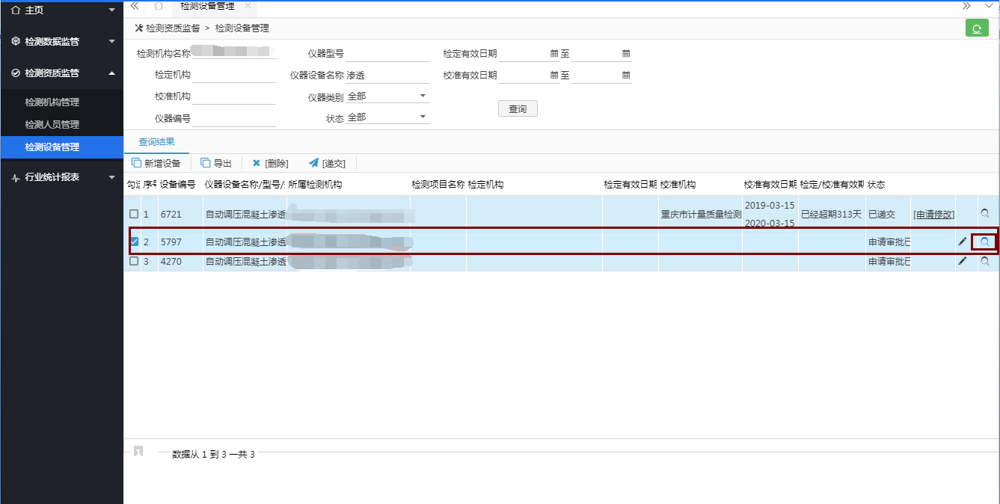 主页
检测数据监管
检测资质监管
检测机构管理
检测人员管理
检测设备管理
行业统计报表
检测设备管理
检测资质监督 > 检测设备管理
检测机构名称 仪器型号 检定有效日期 至
检定机构 仪器设备名称 渗透 校准有效日期 至
校准机构 仪器类别 全部
仪器编号 状态 全部 查询
查询结果
新增设备 导出 [删除] [递交]
序号 设备编号 仪器设备名称/型号/ 所属检测机构 检测项目名称 检定机构 检定有效日期 校准机构 校准有效日期 检定/校准有效期 状态
1 6721 自动调压混凝土渗透 重庆市计量质量检测 2019-03-15 2020-03-15 已经超期313天 已递交 [申请修改]
2 5797 自动调压混凝土渗透 申请审批已
3 4270 自动调压混凝土渗透 申请审批已
1 数据从 1 到 3 一共 3